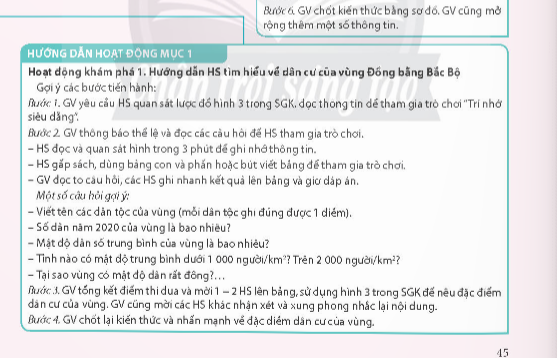 Bước 6. GV chốt kiến thức bằng sơ đồ. GV cũng mở
rộng thêm một số thông tin.
HƯỚNG DẪN HOẠT ĐỘNG MỤC 1
Hoạt động khám phá 1. Hướng dẫn HS tìm hiểu về dân cư của vùng Đồng bằng Bắc Bộ
Gợi ý các bước tiến hành:
Bước 1. GV yêu cầu HS quan sát lược đồ hình 3 trong SGK, đọc thông tin để tham gia trò chơi "Trí nhớ
siêu đẳng".
Bước 2. GV thông báo thể lệ và đọc các câu hỏi để HS tham gia trò chơi.
– HS đọc và quan sát hình trong 3 phút để ghi nhớ thông tin.
– HS gấp sách, dùng bảng con và phấn hoặc bút viết bảng để tham gia trò chơi.
– GV đọc to câu hỏi, các HS ghi nhanh kết quả lên bảng và giơ đáp án.
Một số câu hỏi gợi ý:
– Viết tên các dân tộc của vùng (mỗi dân tộc ghi đúng được 1 điểm).
– Số dân năm 2020 của vùng là bao nhiêu?
– Mật độ dân số trung bình của vùng là bao nhiêu?
– Tỉnh nào có mật độ trung bình dưới 1 000 người/km²? Trên 2 000 người/km²?
– Tại sao vùng có mật độ dân rất đông?...
Bước 3. GV tổng kết điểm thi đua và mời 1 – 2 HS lên bảng, sử dụng hình 3 trong SGK để nêu đặc điểm
dân cư của vùng. GV cũng mời các HS khác nhận xét và xung phong nhắc lại nội dung.
Bước 4. GV chốt lại kiến thức và nhấn mạnh về đặc điểm dân cư của vùng.
45
Chân trời sáng tạo